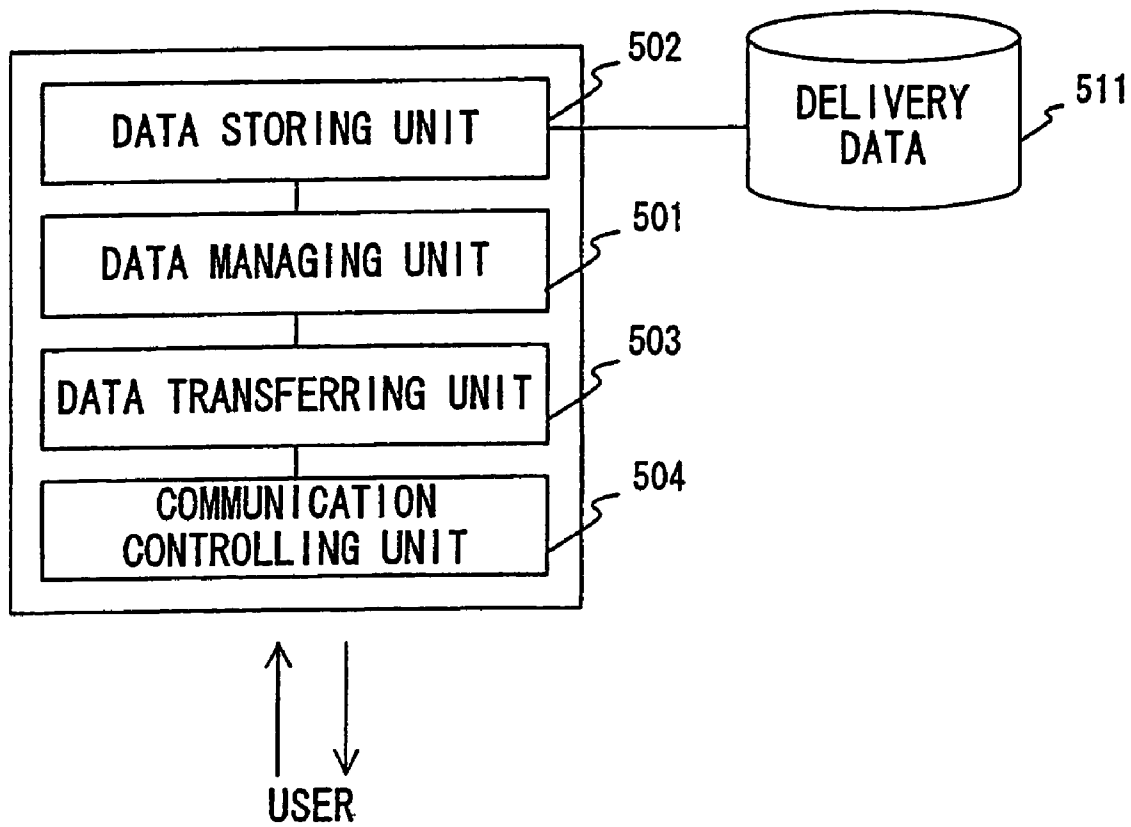 502
DATA STORING UNIT
DELIVERY
DATA
511
501
DATA MANAGING UNIT
503
DATA TRANSFERRING UNIT
504
COMMUNICATION
CONTROLLING UNIT
USER